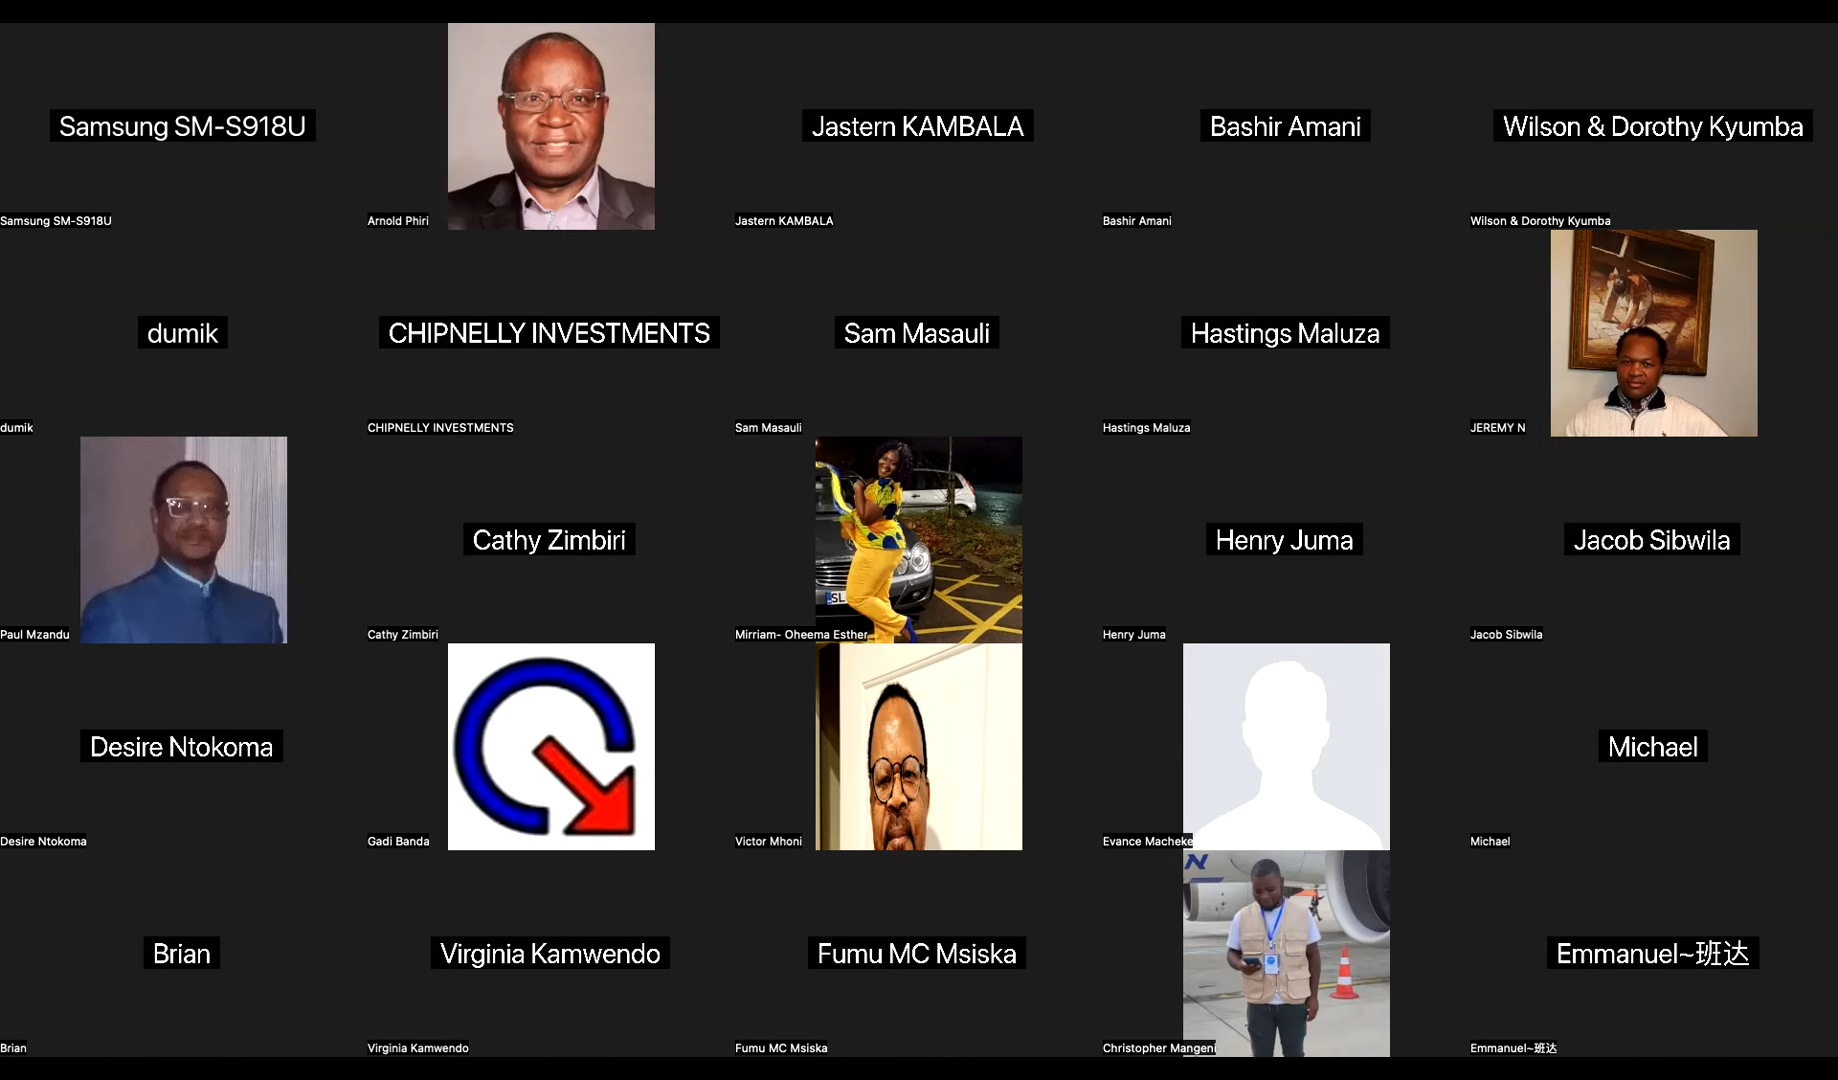 Samsung SM-S918U
Samsung SM-S918U
Arnold Phiri
Jastern KAMBALA
Jastern KAMBALA
Bashir Amani
Bashir Amani
Wilson & Dorothy Kyumba
Wilson & Dorothy Kyumba
dumik
dumik
CHIPNELLY INVESTMENTS
CHIPNELLY INVESTMENTS
Sam Masauli
Sam Masauli
Hastings Maluza
Hastings Maluza
JEREMY N
Paul Mzandu
Cathy Zimbiri
Cathy Zimbiri
SL
Mirriam- Oheema Esther
Henry Juma
Henry Juma
Jacob Sibwila
Jacob Sibwila
Desire Ntokoma
Desire Ntokoma
Gadi Banda
Victor Mhoni
Evance Macheke
Michael
Michael
Brian
Brian
Virginia Kamwendo
Virginia Kamwendo
Fumu MC Msiska
Fumu MC Msiska
N
Christopher Mangeni
Emmanuel~班达
Emmanuel~班达